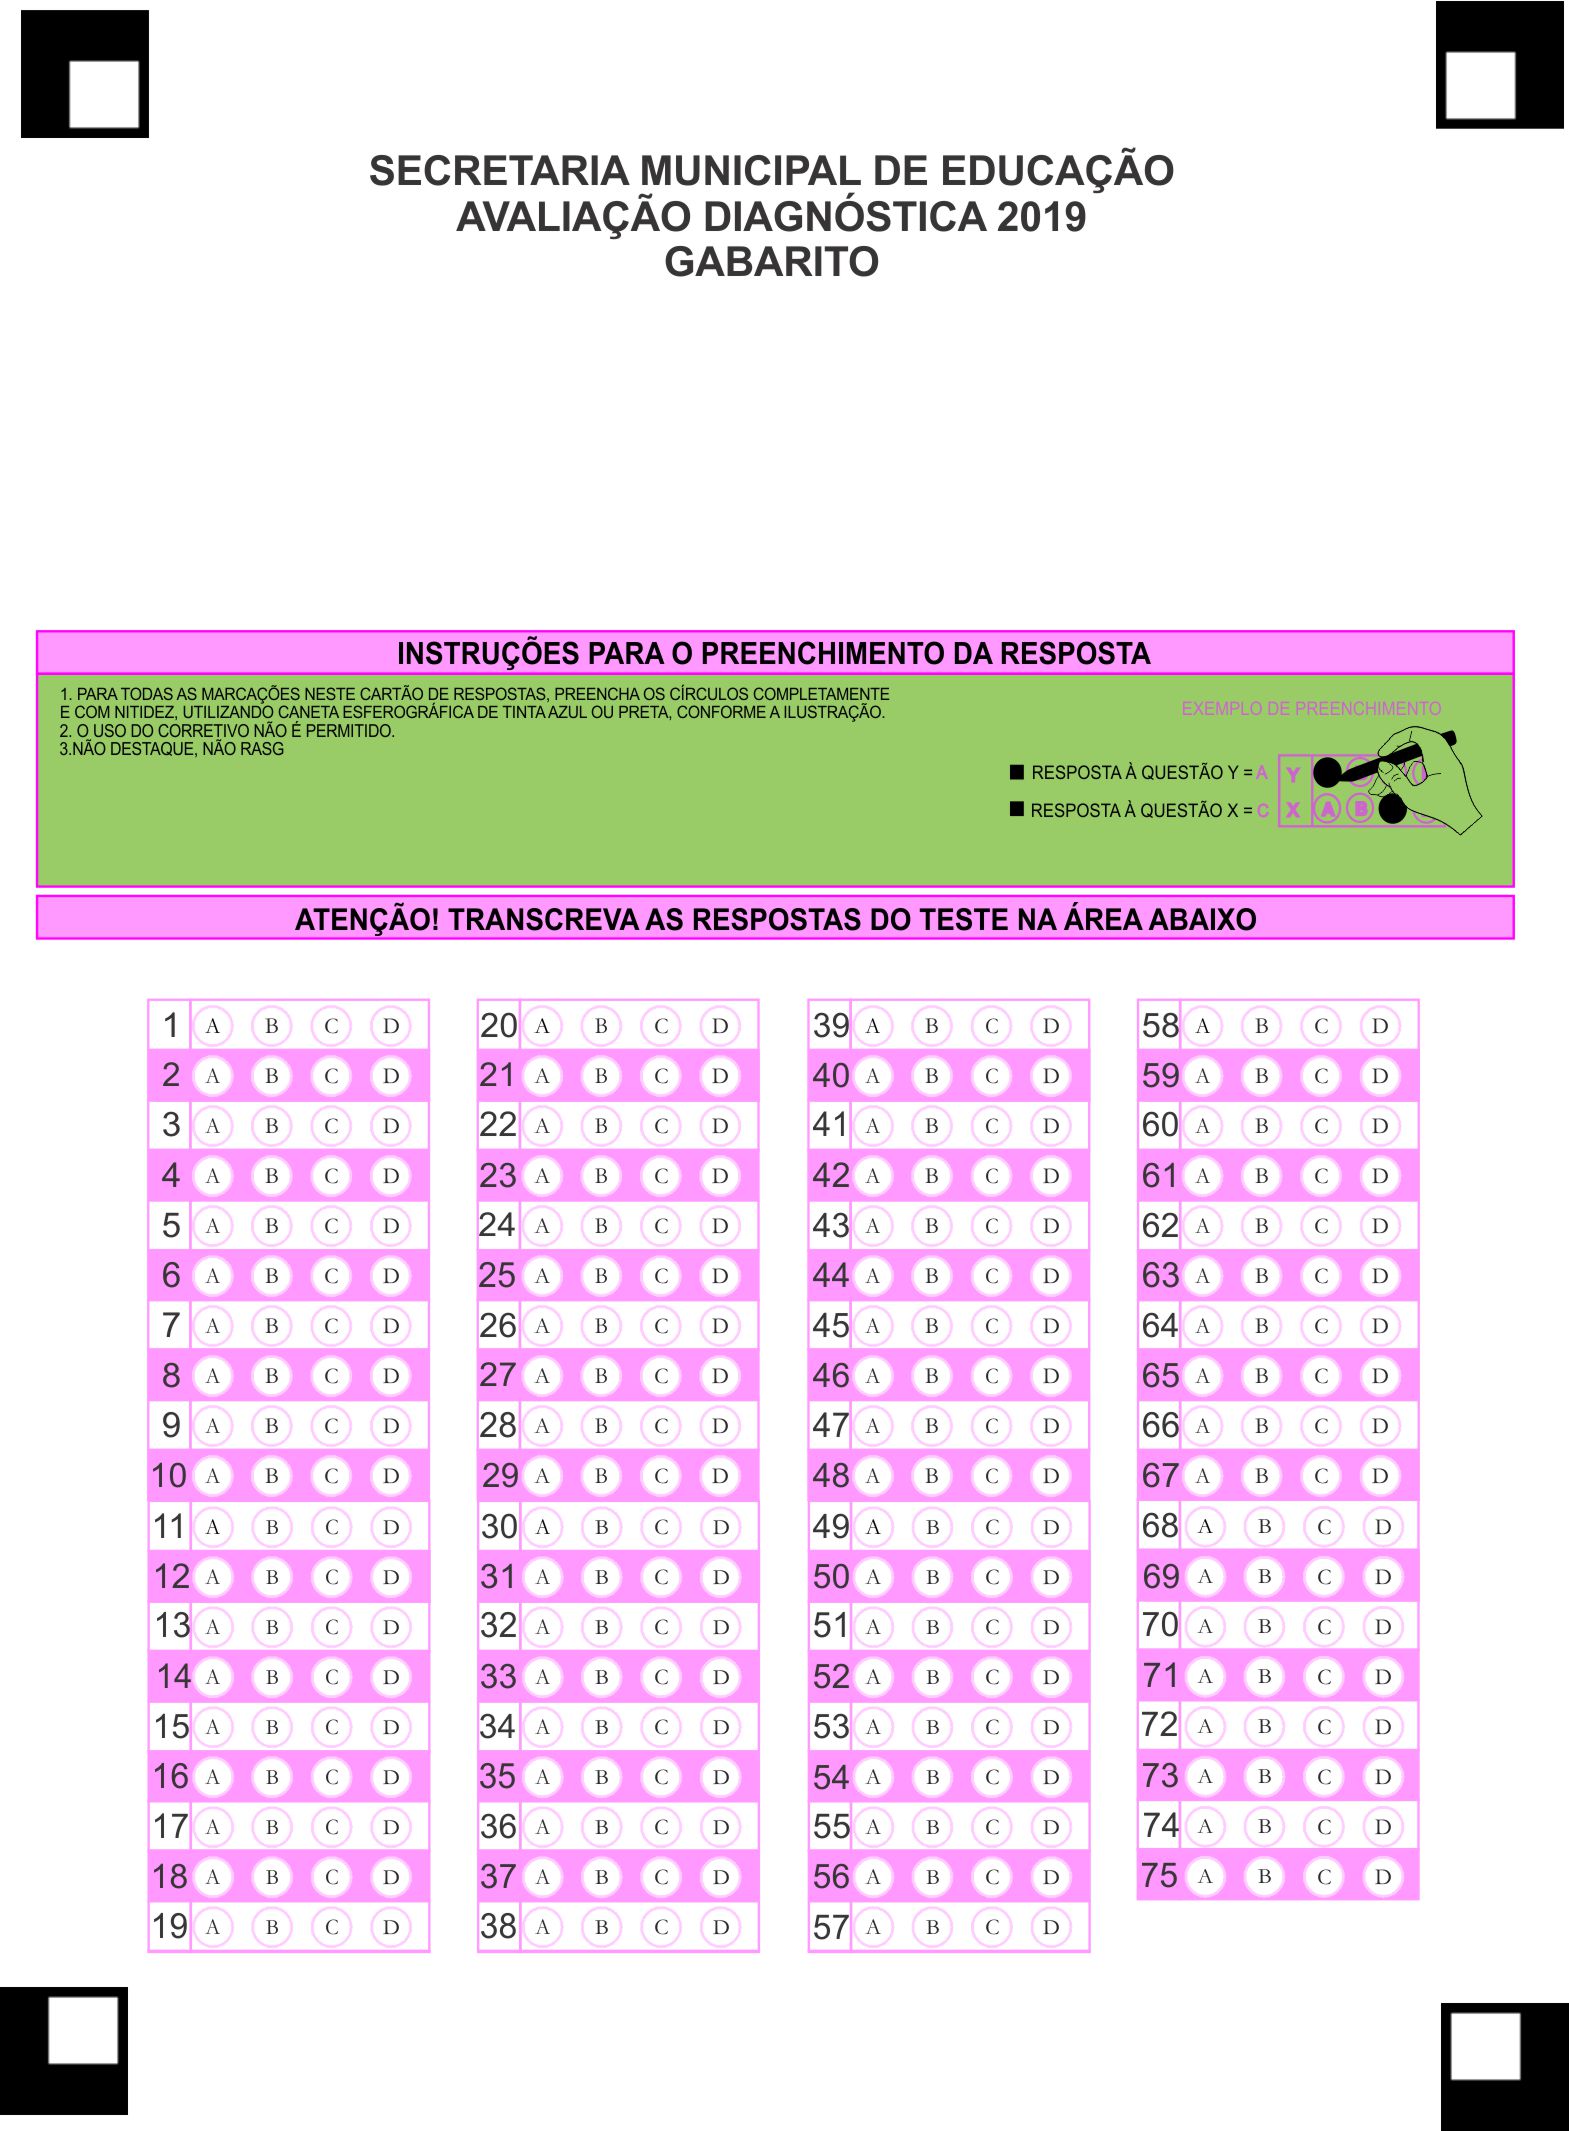 SECRETARIA MUNICIPAL DE EDUCAÇÃO
AVALIAÇÃO DIAGNÓSTICA 2019
GABARITO
INSTRUÇÕES PARA O PREENCHIMENTO DA RESPOSTA
1. PARA TODAS AS MARCAÇÕES NESTE CARTÃO DE RESPOSTAS, PREENCHA OS CÍRCULOS COMPLETAMENTE
E COM NITIDEZ, UTILIZANDO CANETA ESFEROGRÁFICA DE TINTA AZUL OU PRETA, CONFORME A ILUSTRAÇÃO.
2. O USO DO CORRETIVO NÃO É PERMITIDO.
3.NÃO DESTAQUE, NÃO RASG
EXEMPLO DE PREENCHIMENTO
RESPOSTA À QUESTÃO Y = A
Y
RESPOSTA À QUESTÃO X = C
X A B
ATENÇÃO! TRANSCREVA AS RESPOSTAS DO TESTE NA ÁREA ABAIXO
1 A B C D
2 A B C D
3 A B C D
4 A B C D
5 A B C D
6 A B C D
7 A B C D
8 A B C D
9 A B C D
10 A B C D
11 A B C D
12 A B C D
13 A B C D
14 A B C D
15 A B C D
16 A B C D
17 A B C D
18 A B C D
19 A B C D
20 A B C D
21 A B C D
22 A B C D
23 A B C D
24 A B C D
25 A B C D
26 A B C D
27 A B C D
28 A B C D
29 A B C D
30 A B C D
31 A B C D
32 A B C D
33 A B C D
34 A B C D
35 A B C D
36 A B C D
37 A B C D
38 A B C D
39 A B C D
40 A B C D
41 A B C D
42 A B C D
43 A B C D
44 A B C D
45 A B C D
46 A B C D
47 A B C D
48 A B C D
49 A B C D
50 A B C D
51 A B C D
52 A B C D
53 A B C D
54 A B C D
55 A B C D
56 A B C D
57 A B C D
58 A B C D
59 A B C D
60 A B C D
61 A B C D
62 A B C D
63 A B C D
64 A B C D
65 A B C D
66 A B C D
67 A B C D
68 A B C D
69 A B C D
70 A B C D
71 A B C D
72 A B C D
73 A B C D
74 A B C D
75 A B C D